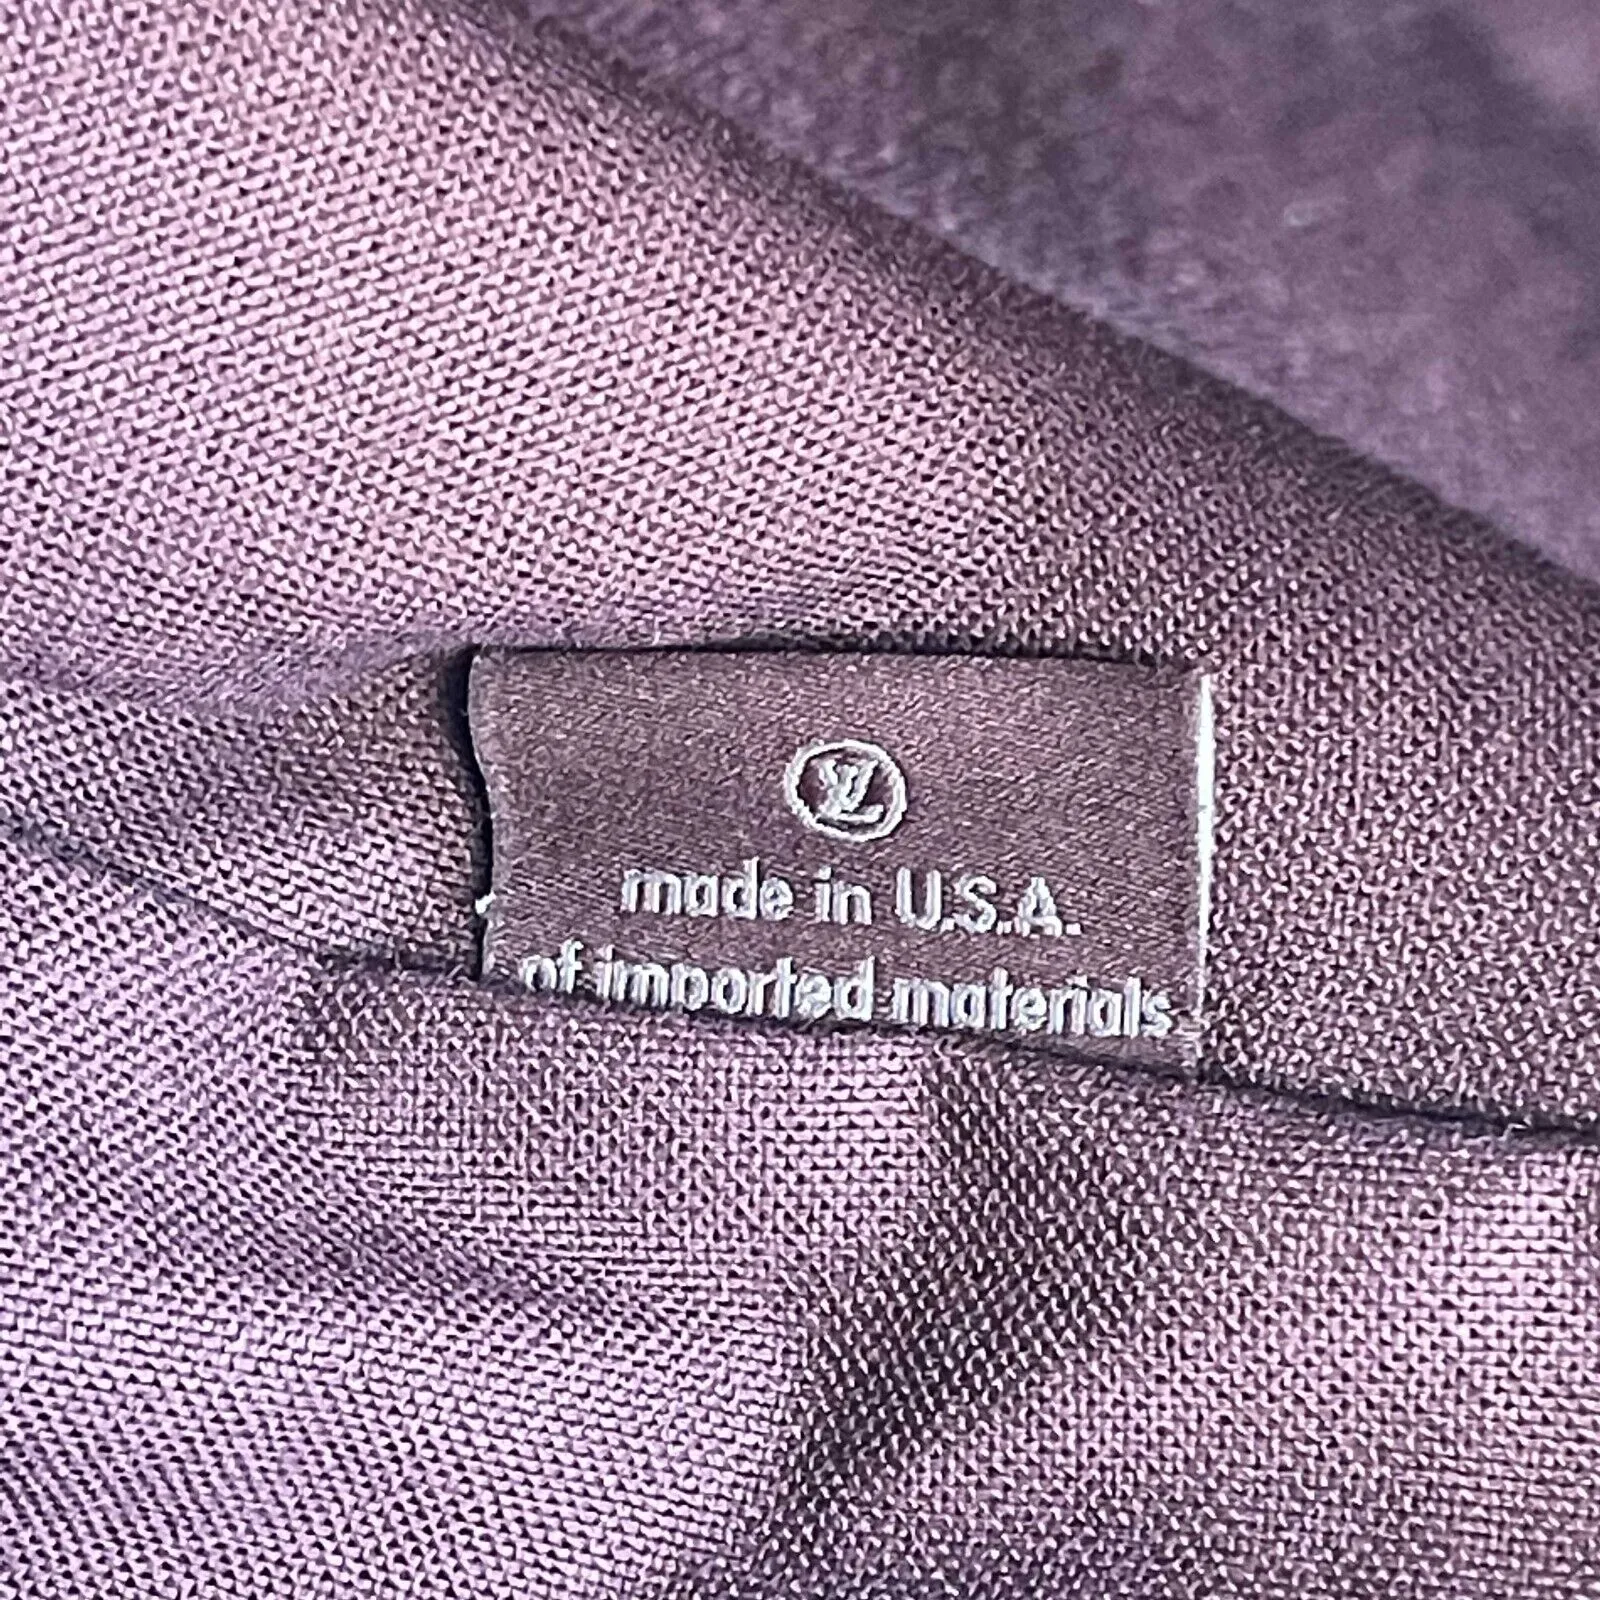 LV
made in U.S.A.
of imported materials